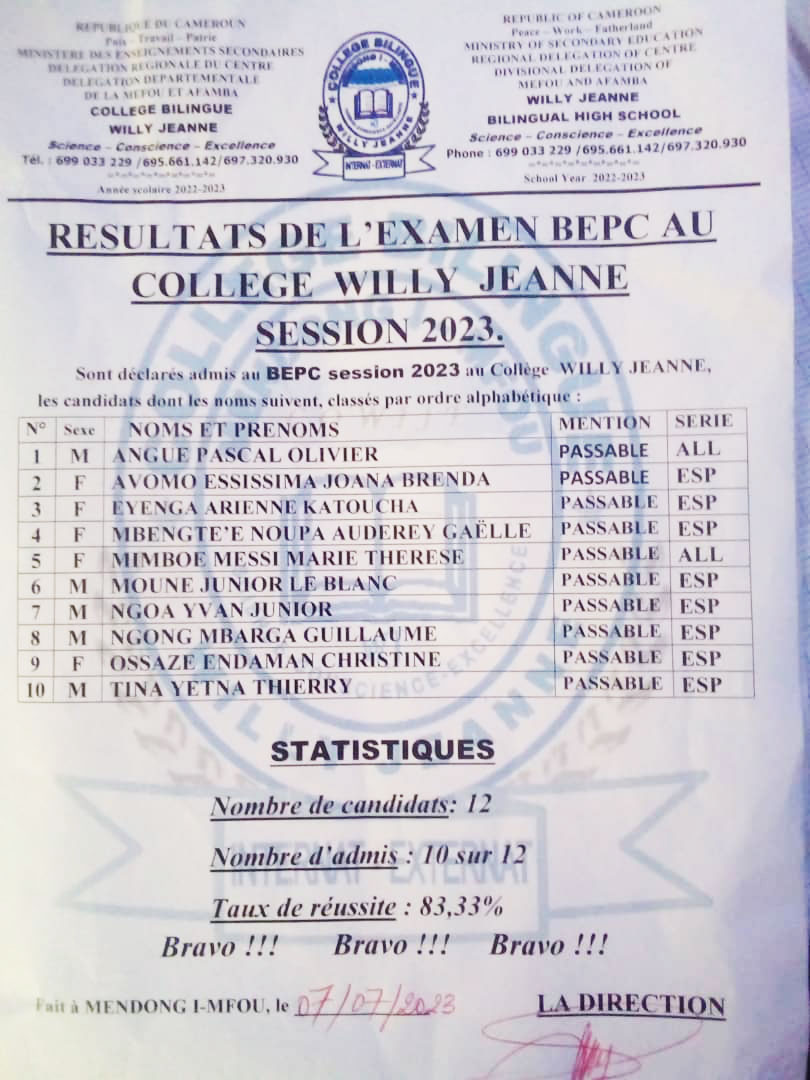 REPUBLIQUE DU CAMEROUN
Paix – Travail – Patrie
MINISTERE DES ENSEIGNEMENTS SECONDAIRES
DELEGATION REGIONALE DU CENTRE
DELEGATION DEPARTEMENTALE
DE LA MEFOU ET AFAMBA
COLLEGE BILINGUE
WILLY JEANNE
Science – Conscience – Excellence
Tél. : 699 033 229 /695.661.142/697.320.930
Année scolaire 2022-2023
COLLEGE BILINGUE
MENDONG I-
WILLY JEANNE
INTERNAT - EXTERNAT
REPUBLIC OF CAMEROON
Peace – Work – Fatherland
MINISTRY OF SECONDARY EDUCATION
REGIONAL DELEGATION OF CENTRE
DIVISIONAL DELEGATION OF
MEFOU AND AFAMBA
WILLY JEANNE
BILINGUAL HIGH SCHOOL
Science – Conscience – Excellence
Phone : 699 033 229 /695.661.142/697.320.930
School Year 2022-2023
RESULTATS DE L’EXAMEN BEPC AU
COLLEGE WILLY JEANNE
SESSION 2023.
Sont déclarés admis au BEPC session 2023 au Collège WILLY JEANNE,
les candidats dont les noms suivent, classés par ordre alphabétique :
N° Sexe NOMS ET PRENOMS MENTION SERIE
1 M ANGUE PASCAL OLIVIER PASSABLE ALL
2 F AVOMO ESSISSIMA JOANA BRENDA PASSABLE ESP
3 F EYENGA ARIENNE KATOUCHA PASSABLE ESP
4 F MBENGTE’E NOUPA AUDEREY GAËLLE PASSABLE ESP
5 F MIMBOE MESSI MARIE THERESE PASSABLE ALL
6 M MOUNE JUNIOR LE BLANC PASSABLE ESP
7 M NGOA YVAN JUNIOR PASSABLE ESP
8 M NGONG MBARGA GUILLAUME PASSABLE ESP
9 F OSSAZE ENDAMAN CHRISTINE PASSABLE ESP
10 M TINA YETNA THIERRY PASSABLE ESP
STATISTIQUES
Nombre de candidats: 12
Nombre d’admis : 10 sur 12
Taux de réussite : 83,33%
Bravo !!! Bravo !!! Bravo !!!
INTERNAT - EXTERNAT
Fait à MENDONG I-MFOU, le 07/07/2023 LA DIRECTION